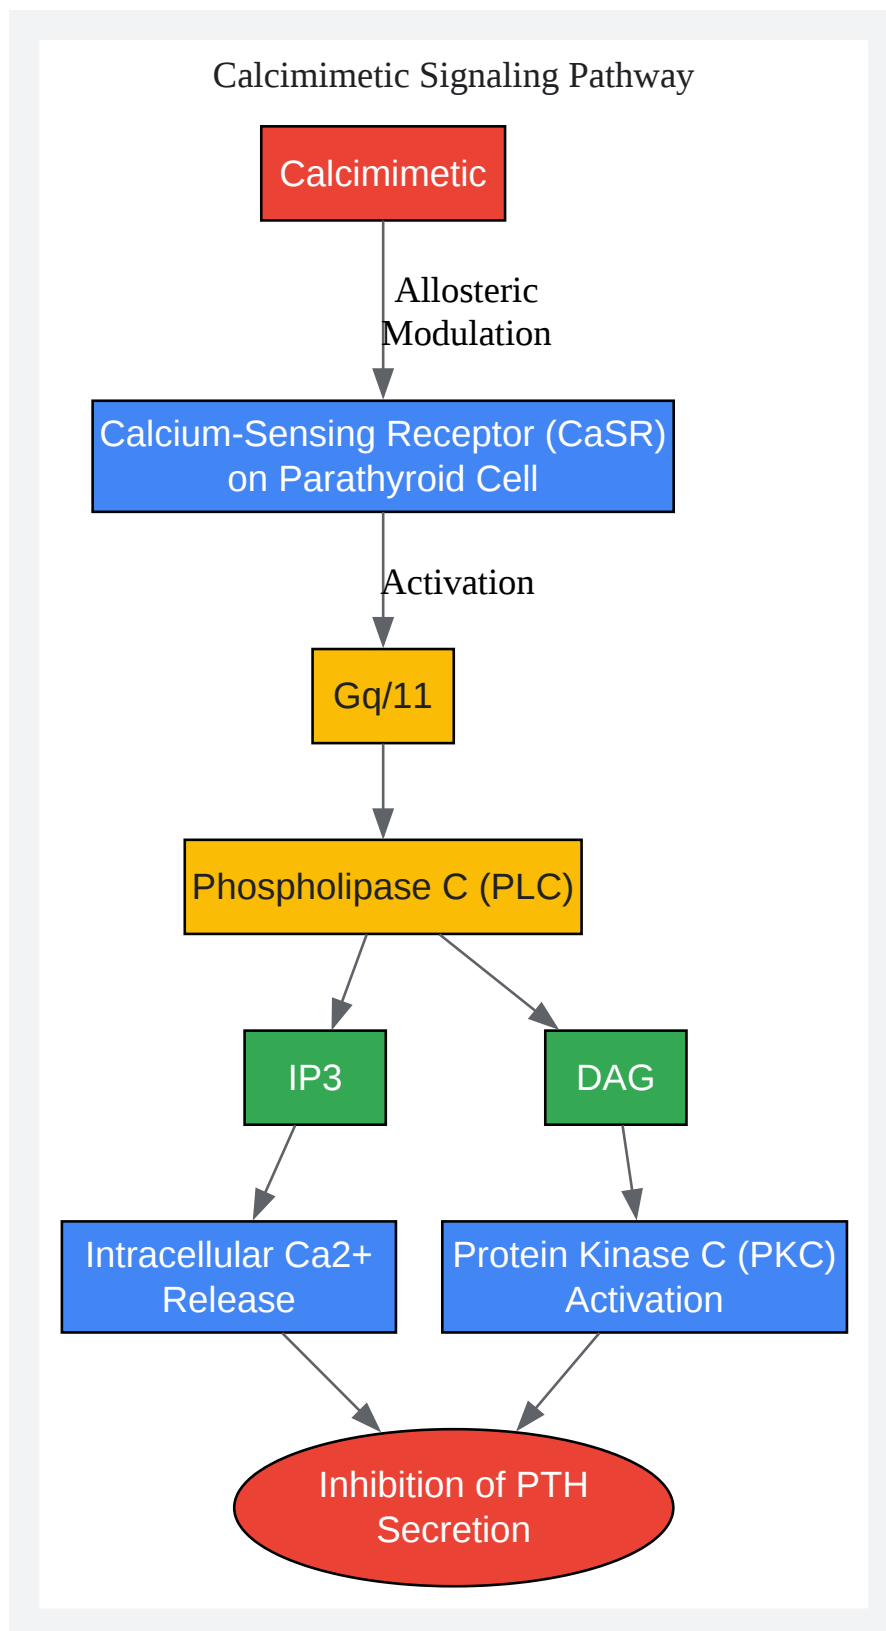 Calcimimetic Signaling Pathway
Calcimimetic
Allosteric
Modulation
Calcium-Sensing Receptor (CaSR)
on Parathyroid Cell
Activation
Gq/11
Phospholipase C (PLC)
IP3
DAG
Intracellular Ca2+
Release
Protein Kinase C (PKC)
Activation
Inhibition of PTH
Secretion